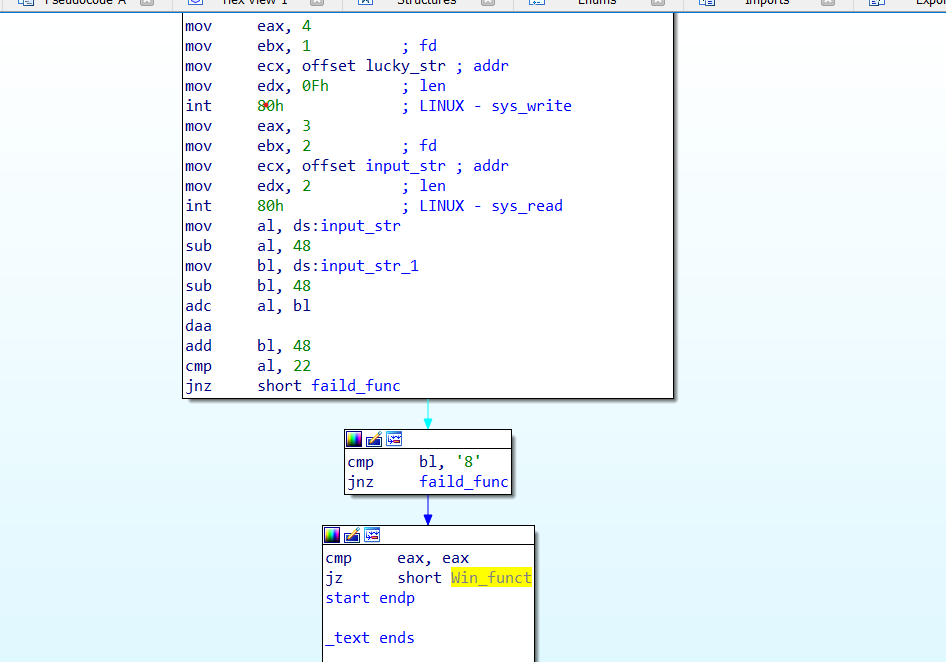 Pseudocode-A Hex View-1 Structures Enums Imports
mov eax, 4
mov ebx, 1 ; fd
mov ecx, offset lucky_str ; addr
mov edx, 0Fh ; len
int 80h ; LINUX - sys_write
mov eax, 3
mov ebx, 2 ; fd
mov ecx, offset input_str ; addr
mov edx, 2 ; len
int 80h ; LINUX - sys_read
mov al, ds:input_str
sub al, 48
mov bl, ds:input_str_1
sub bl, 48
adc al, bl
daa
add bl, 48
cmp al, 22
jnz short faild_func
cmp bl, '8'
jnz faild_func
cmp eax, eax
jz short Win_funct
start endp
_text ends